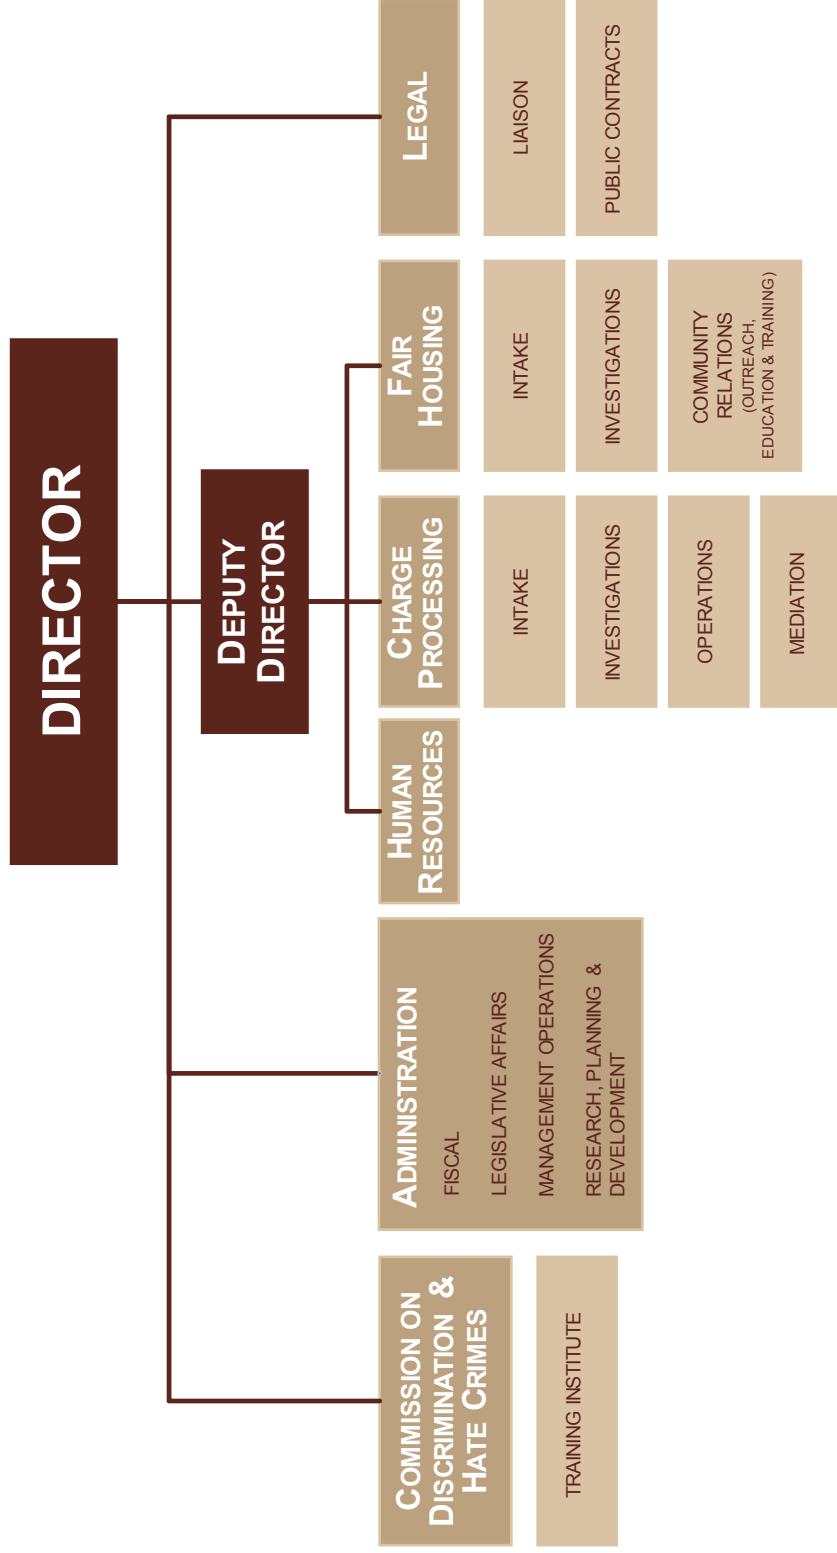 DIRECTOR
DEPUTY
DIRECTOR
COMMISSION ON
DISCRIMINATION &
HATE CRIMES
TRAINING INSTITUTE
ADMINISTRATION
FISCAL
LEGISLATIVE AFFAIRS
MANAGEMENT OPERATIONS
RESEARCH, PLANNING &
DEVELOPMENT
HUMAN
RESOURCES
CHARGE
PROCESSING
INTAKE
INVESTIGATIONS
OPERATIONS
MEDIATION
FAIR
HOUSING
INTAKE
INVESTIGATIONS
COMMUNITY
RELATIONS
(OUTREACH,
EDUCATION & TRAINING)
LEGAL
LIAISON
PUBLIC CONTRACTS